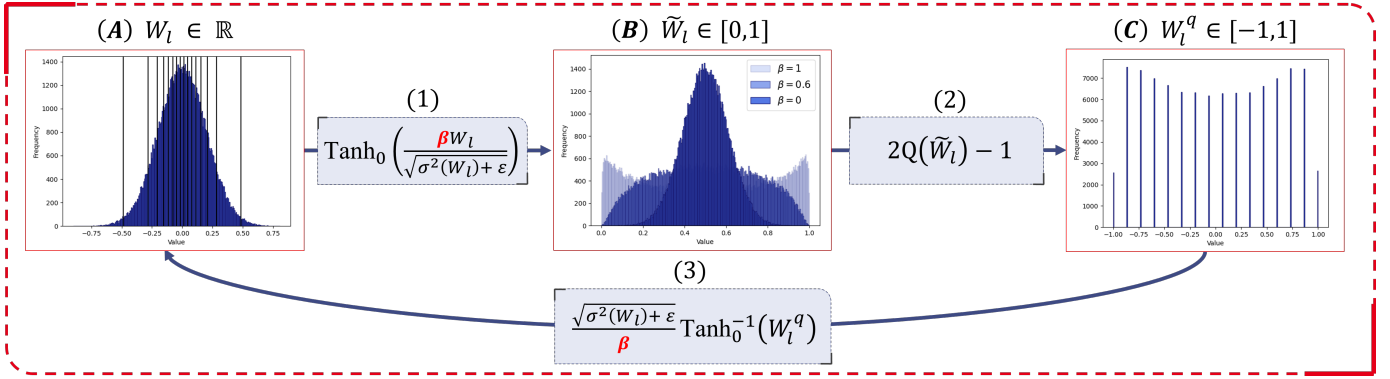 (A) W_l ∈ ℝ
(B) W̃_l ∈ [0,1]
(C) W_l^q ∈ [-1,1]
1400
1200
1000
800
600
400
200
0
Frequency
−0.75 −0.50 −0.25 0.00 0.25 0.50 0.75
Value
(1)
Tanh₀(βW_l / √(σ²(W_l) + ε))
1400
1200
1000
800
600
400
200
0
Frequency
β = 1
β = 0.6
β = 0
0.0 0.2 0.4 0.6 0.8 1.0
Value
(2)
2Q(W̃_l) − 1
7000
6000
5000
4000
3000
2000
1000
0
Frequency
−1.00 −0.75 −0.50 −0.25 0.00 0.25 0.50 0.75 1.00
Value
(3)
√(σ²(W_l) + ε) / β Tanh₀⁻¹(W_l^q)